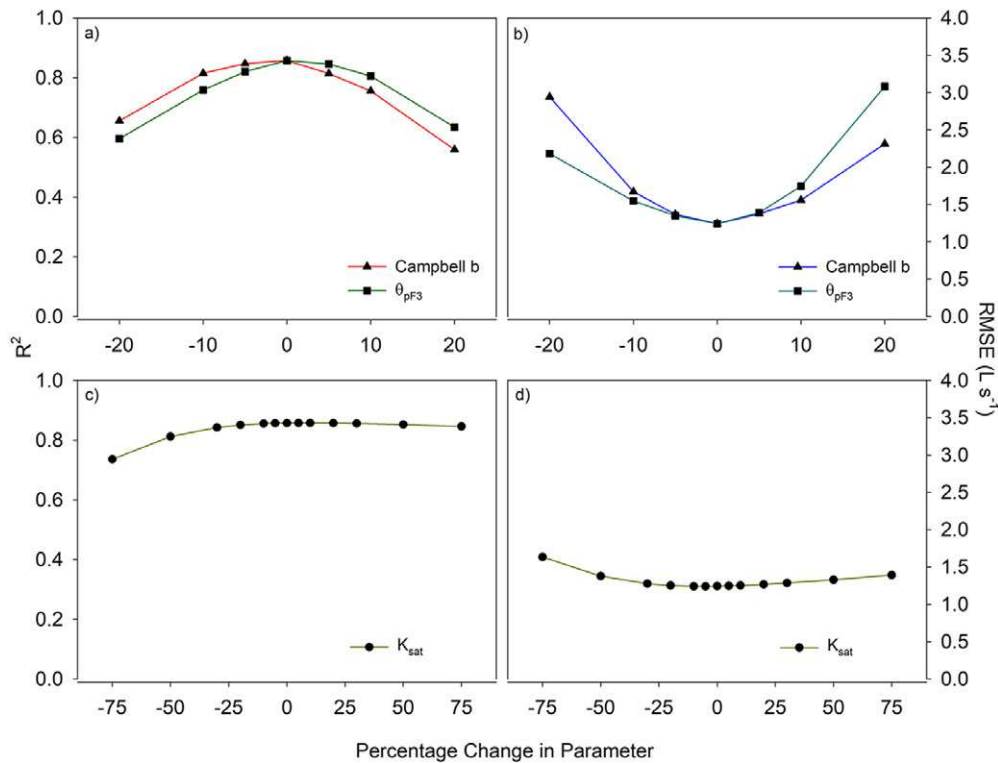 a)
1.0
0.8
0.6
0.4
0.2
0.0
Campbell b
θpF3
-20 -10 0 10 20
b)
4.0
3.5
3.0
2.5
2.0
1.5
1.0
0.5
0.0
Campbell b
θpF3
-20 -10 0 10 20
R²
RMSE (L s⁻¹)
c)
1.0
0.8
0.6
0.4
0.2
0.0
Ksat
-75 -50 -25 0 25 50 75
d)
4.0
3.5
3.0
2.5
2.0
1.5
1.0
0.5
0.0
Ksat
-75 -50 -25 0 25 50 75
Percentage Change in Parameter